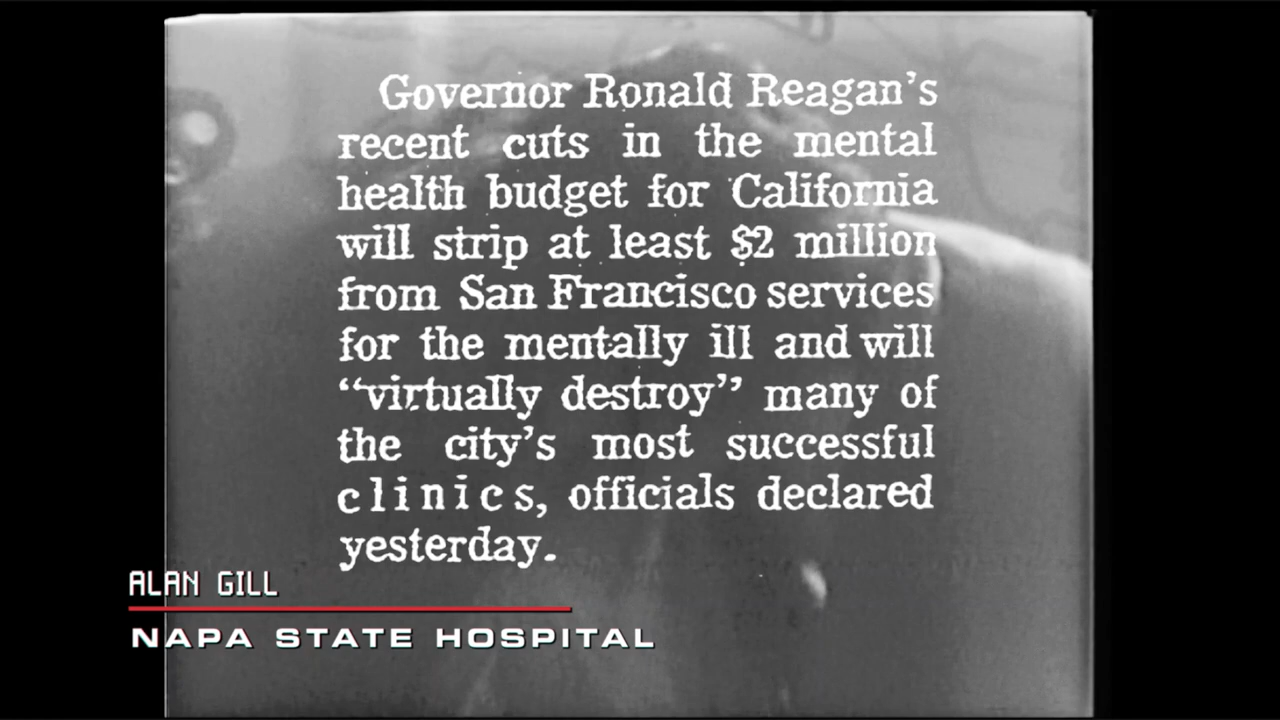 Governor Ronald Reagan’s
recent cuts in the mental
health budget for California
will strip at least $2 million
from San Francisco services
for the mentally ill and will
“virtually destroy” many of
the city’s most successful
clinics, officials declared
yesterday.
ALAN GILL
NAPA STATE HOSPITAL